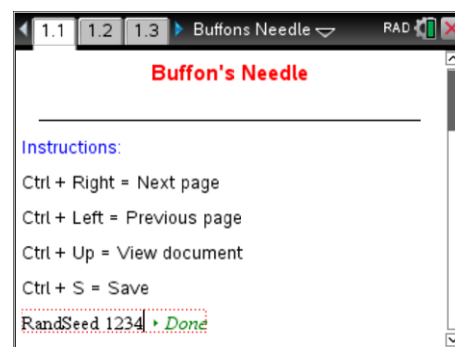 1.1 1.2 1.3 Buffons Needle RAD
Buffon's Needle
Instructions:
Ctrl + Right = Next page
Ctrl + Left = Previous page
Ctrl + Up = View document
Ctrl + S = Save
RandSeed 1234 ▸ Done